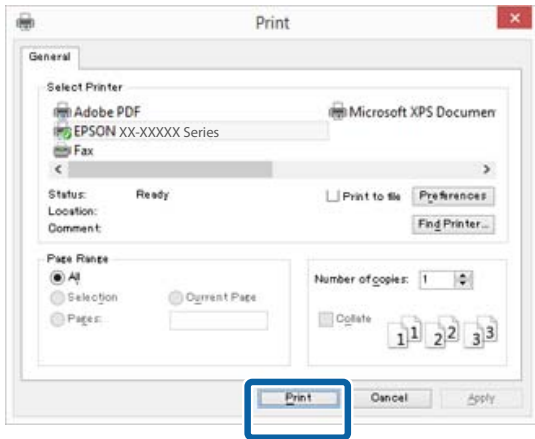 Print
General
Select Printer
Adobe PDF
Microsoft XPS Documen
EPSON XX-XXXXX Series
Fax
Status: Ready
Print to file
Preferences
Location:
Comment:
Find Printer...
Page Range
All
Number of copies: 1
Selection
Current Page
Pages:
Collate
1 1 2 2 3 3
Print
Cancel
Apply